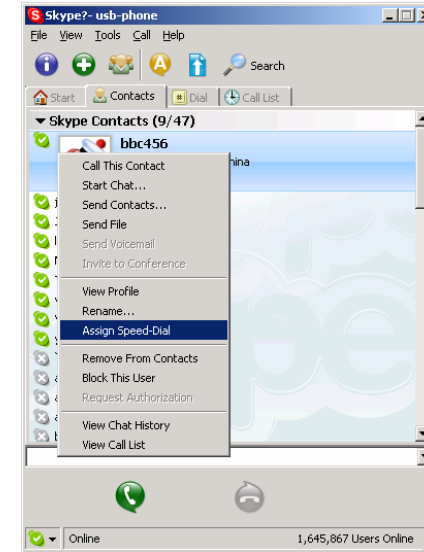 Skype?- usb-phone
File View Tools Call Help
Search
Start Contacts Dial Call List
Skype Contacts (9/47)
bbc456
hina
Call This Contact
Start Chat...
Send Contacts...
Send File
Send Voicemail
Invite to Conference
View Profile
Rename...
Assign Speed-Dial
Remove From Contacts
Block This User
Request Authorization
View Chat History
View Call List
Online 1,645,867 Users Online